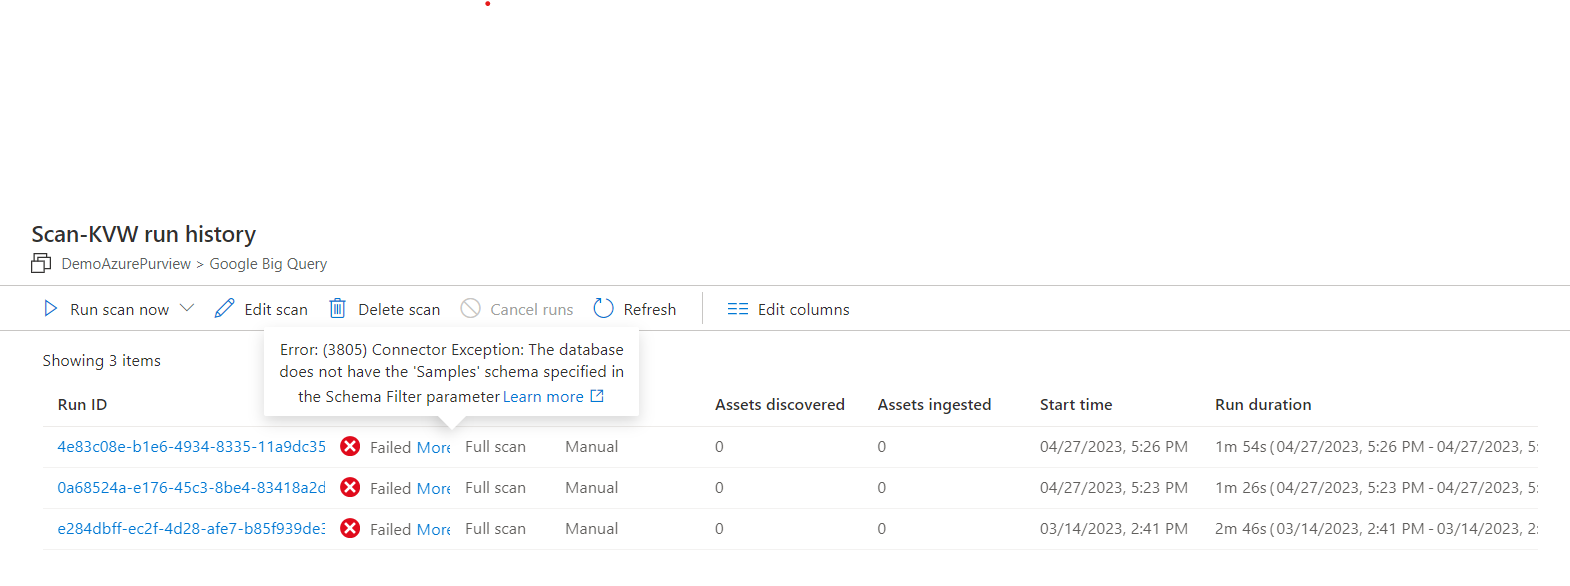 Scan-KVW run history
DemoAzurePurview > Google Big Query
Run scan now Edit scan Delete scan Cancel runs Refresh Edit columns
Showing 3 items
Error: (3805) Connector Exception: The database
does not have the 'Samples' schema specified in
the Schema Filter parameter Learn more
Run ID Assets discovered Assets ingested Start time Run duration
4e83c08e-b1e6-4934-8335-11a9dc35 Failed More Full scan Manual 0 0 04/27/2023, 5:26 PM 1m 54s (04/27/2023, 5:26 PM - 04/27/2023, 5:
0a68524a-e176-45c3-8be4-83418a2d Failed More Full scan Manual 0 0 04/27/2023, 5:23 PM 1m 26s (04/27/2023, 5:23 PM - 04/27/2023, 5:
e284dbff-ec2f-4d28-afe7-b85f939de3 Failed More Full scan Manual 0 0 03/14/2023, 2:41 PM 2m 46s (03/14/2023, 2:41 PM - 03/14/2023, 2: